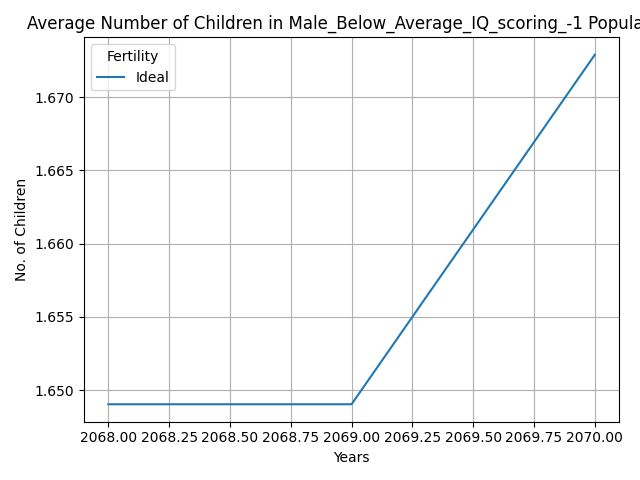 Average Number of Children in Male_Below_Average_IQ_scoring_-1 Popula
Fertility
Ideal
1.670
1.665
1.660
1.655
1.650
No. of Children
2068.00 2068.25 2068.50 2068.75 2069.00 2069.25 2069.50 2069.75 2070.00
Years